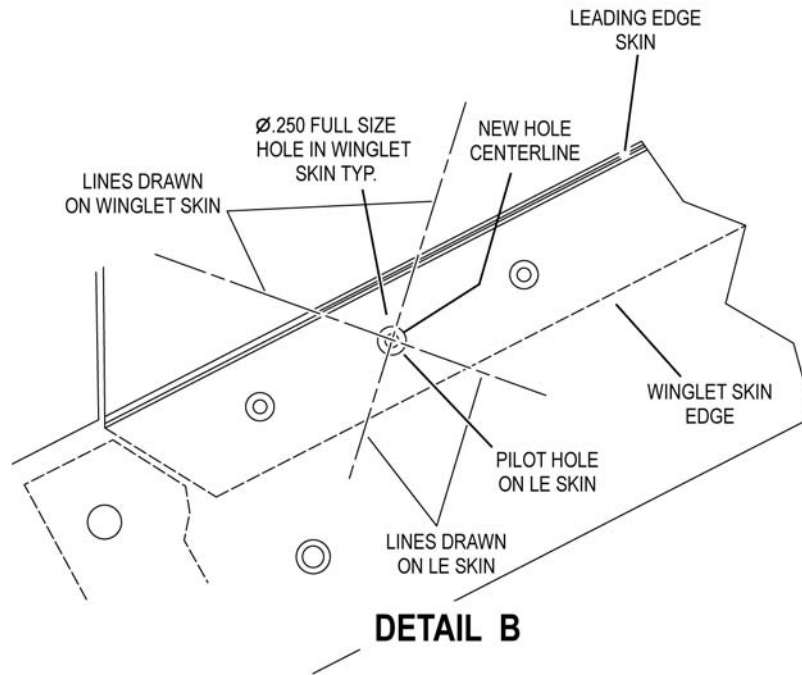 LEADING EDGE
SKIN
Ø.250 FULL SIZE
HOLE IN WINGLET
SKIN TYP.
NEW HOLE
CENTERLINE
LINES DRAWN
ON WINGLET SKIN
WINGLET SKIN
EDGE
PILOT HOLE
ON LE SKIN
LINES DRAWN
ON LE SKIN
DETAIL B